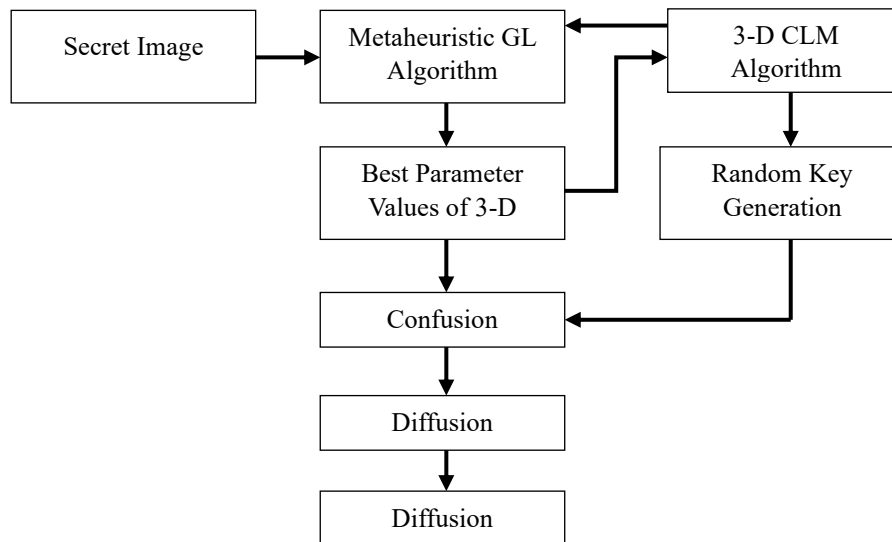 Secret Image
Metaheuristic GL
Algorithm
3-D CLM
Algorithm
Best Parameter
Values of 3-D
Random Key
Generation
Confusion
Diffusion
Diffusion